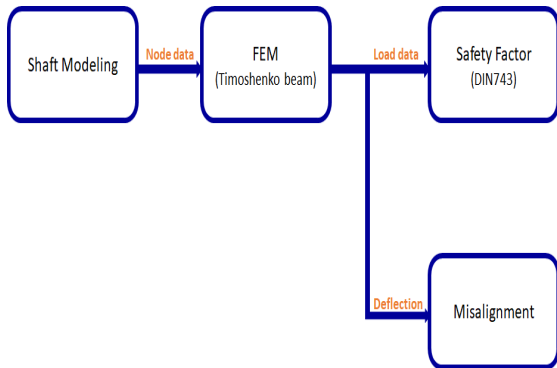 Shaft Modeling
Node data
FEM
(Timoshenko beam)
Load data
Safety Factor
(DIN743)
Deflection
Misalignment